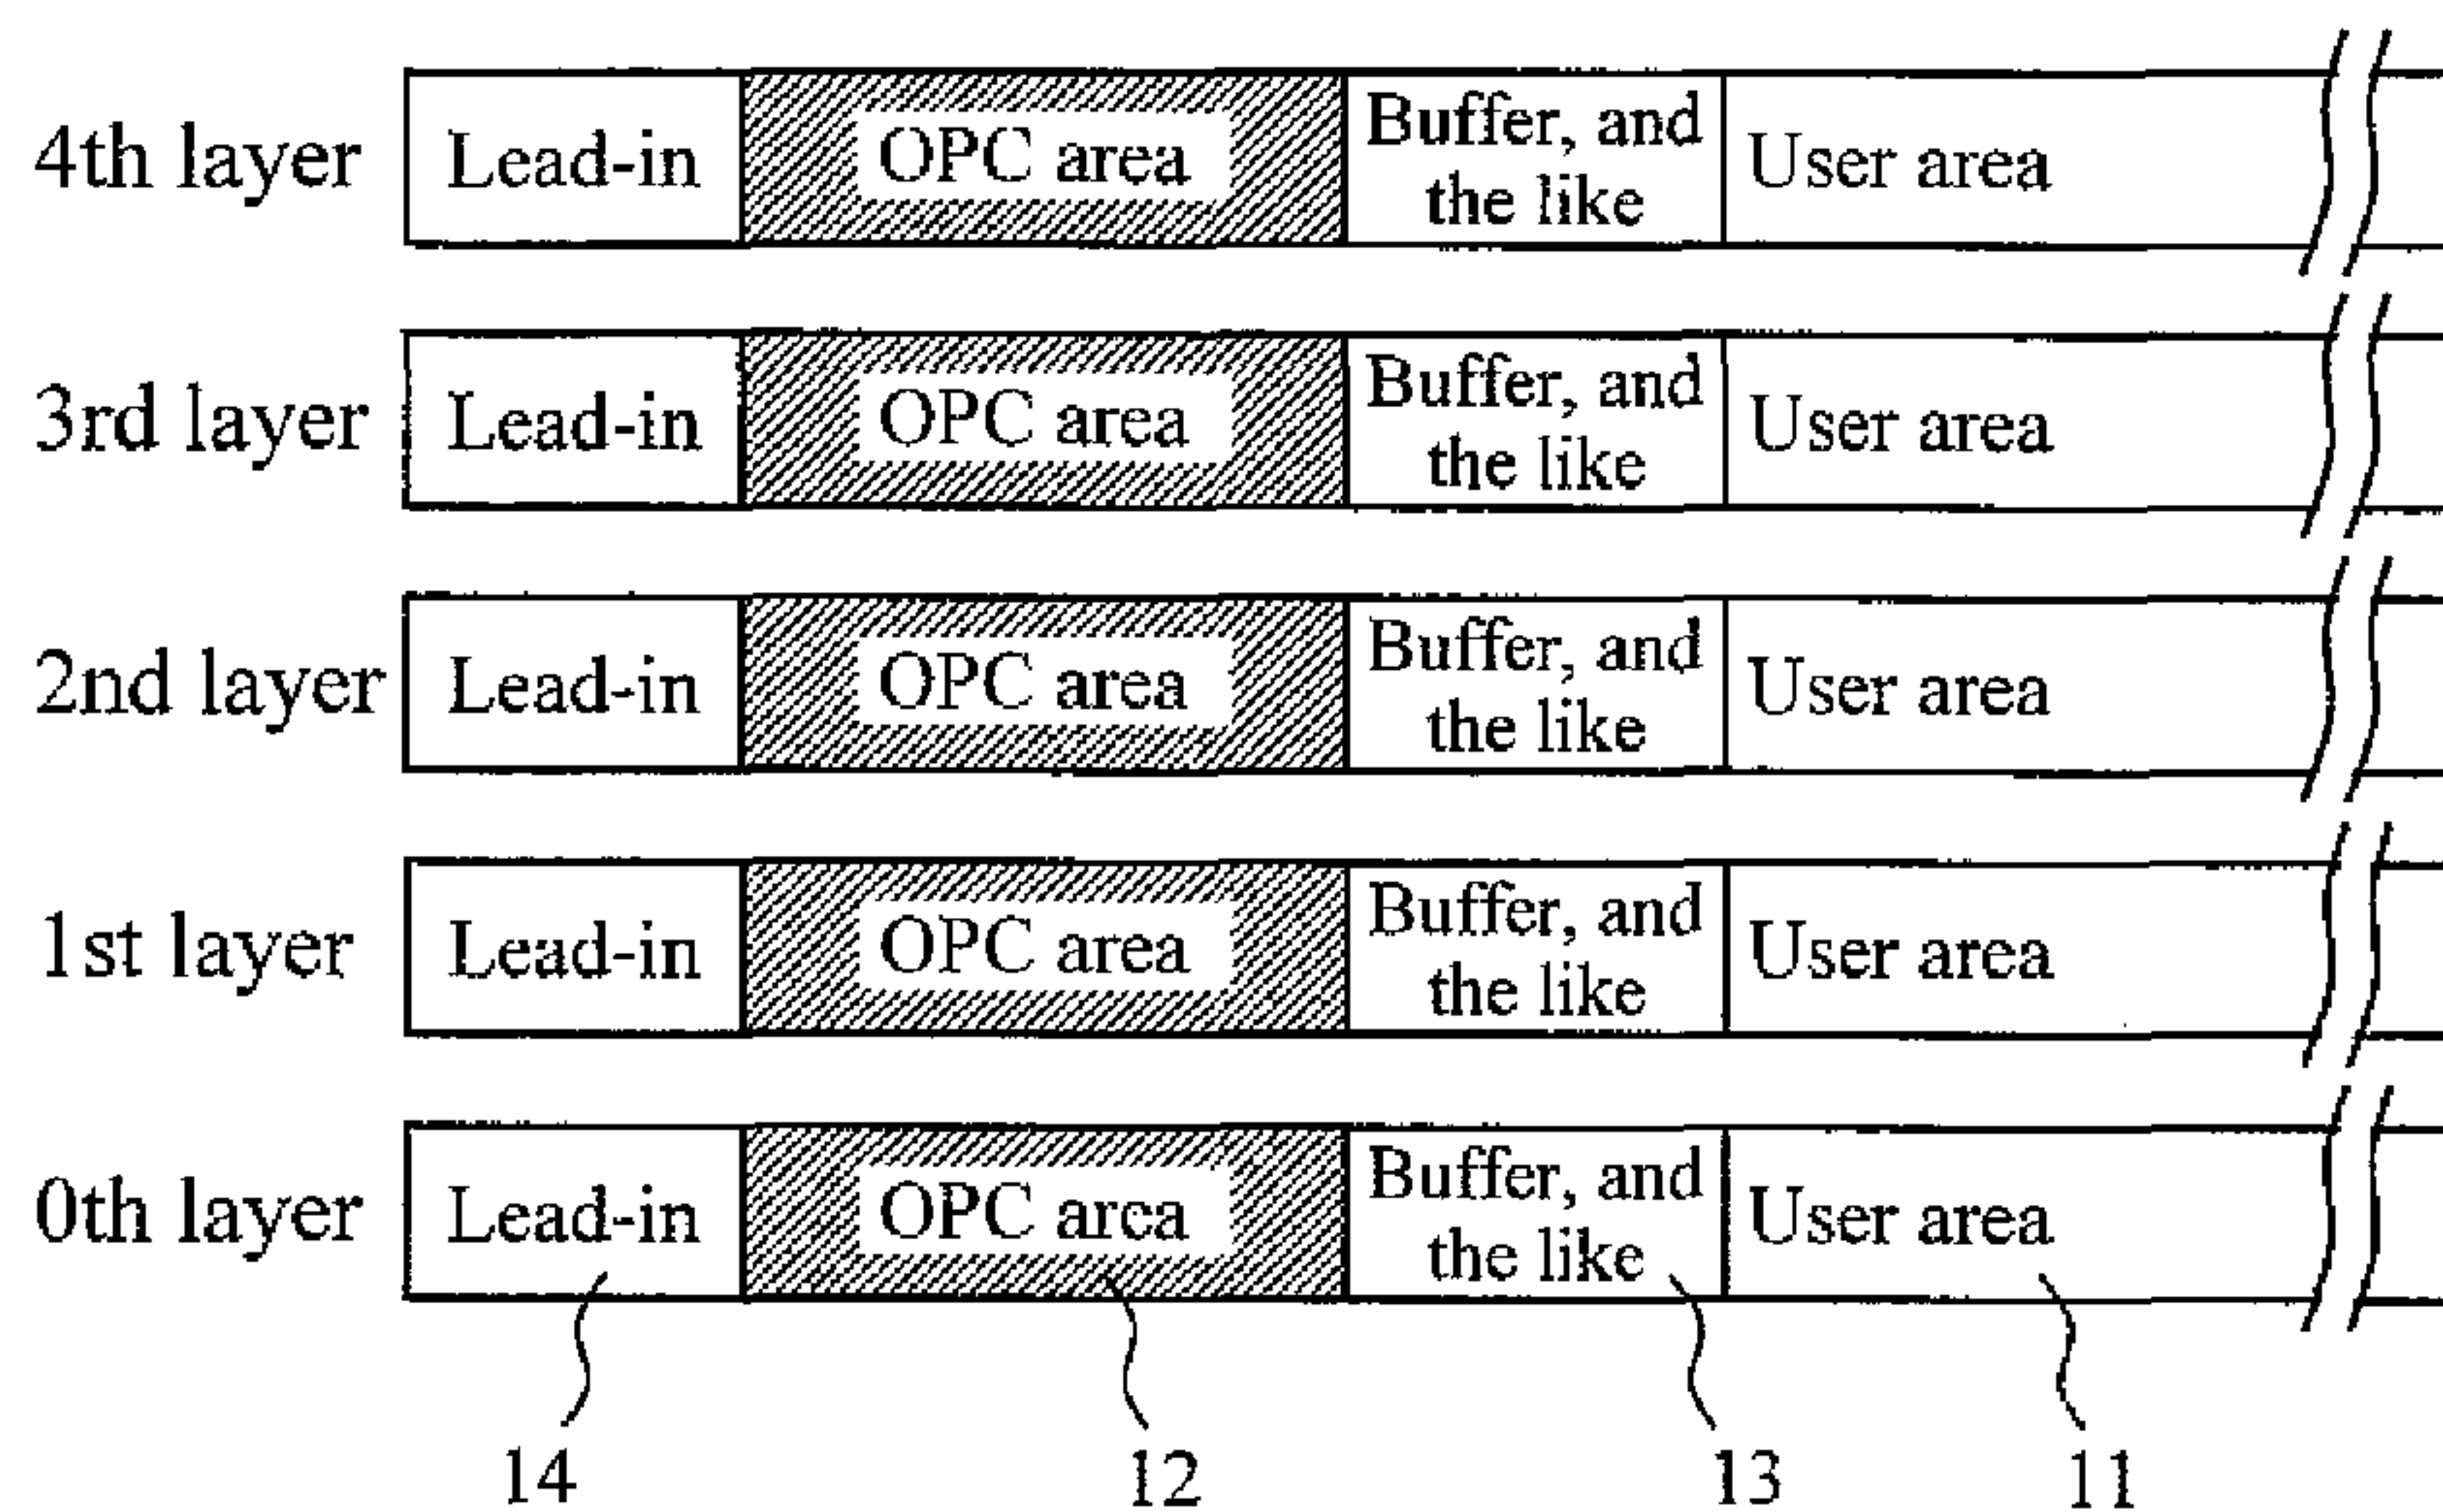 4th layer Lead-in OPC area Buffer, and the like User area
3rd layer Lead-in OPC area Buffer, and the like User area
2nd layer Lead-in OPC area Buffer, and the like User area
1st layer Lead-in OPC area Buffer, and the like User area
0th layer Lead-in OPC area Buffer, and the like User area
14 12 13 11